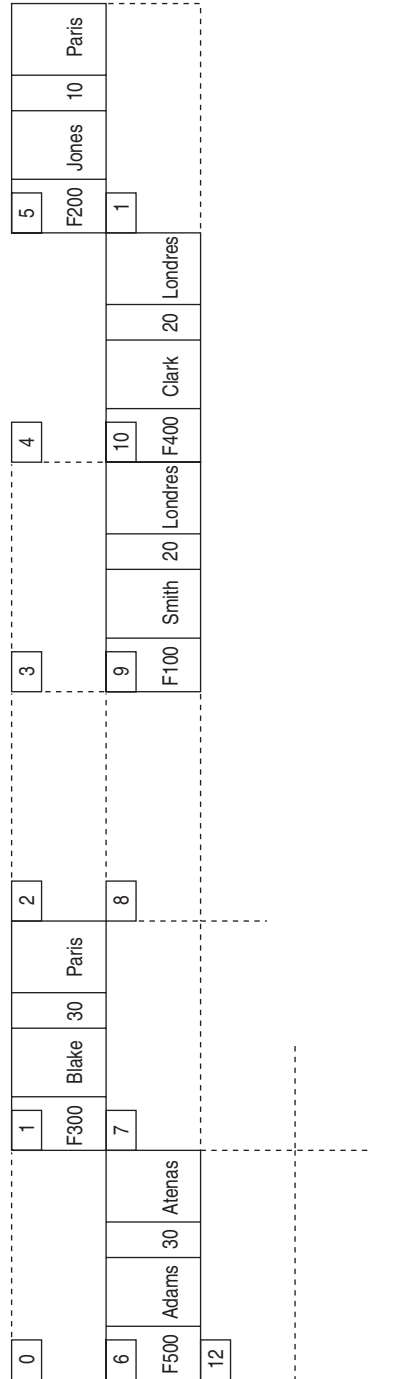 0 1 2 3 4 5
F300 Blake 30 Paris F200 Jones 10 Paris
6 7 8 9 10 1
F500 Adams 30 Atenas F100 Smith 20 Londres F400 Clark 20 Londres
12